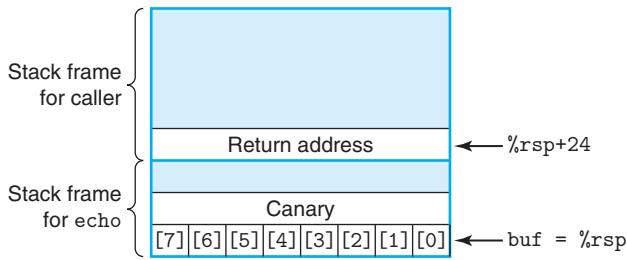 Stack frame
for caller
Return address
%rsp+24
Stack frame
for echo
Canary
[7] [6] [5] [4] [3] [2] [1] [0]
buf = %rsp